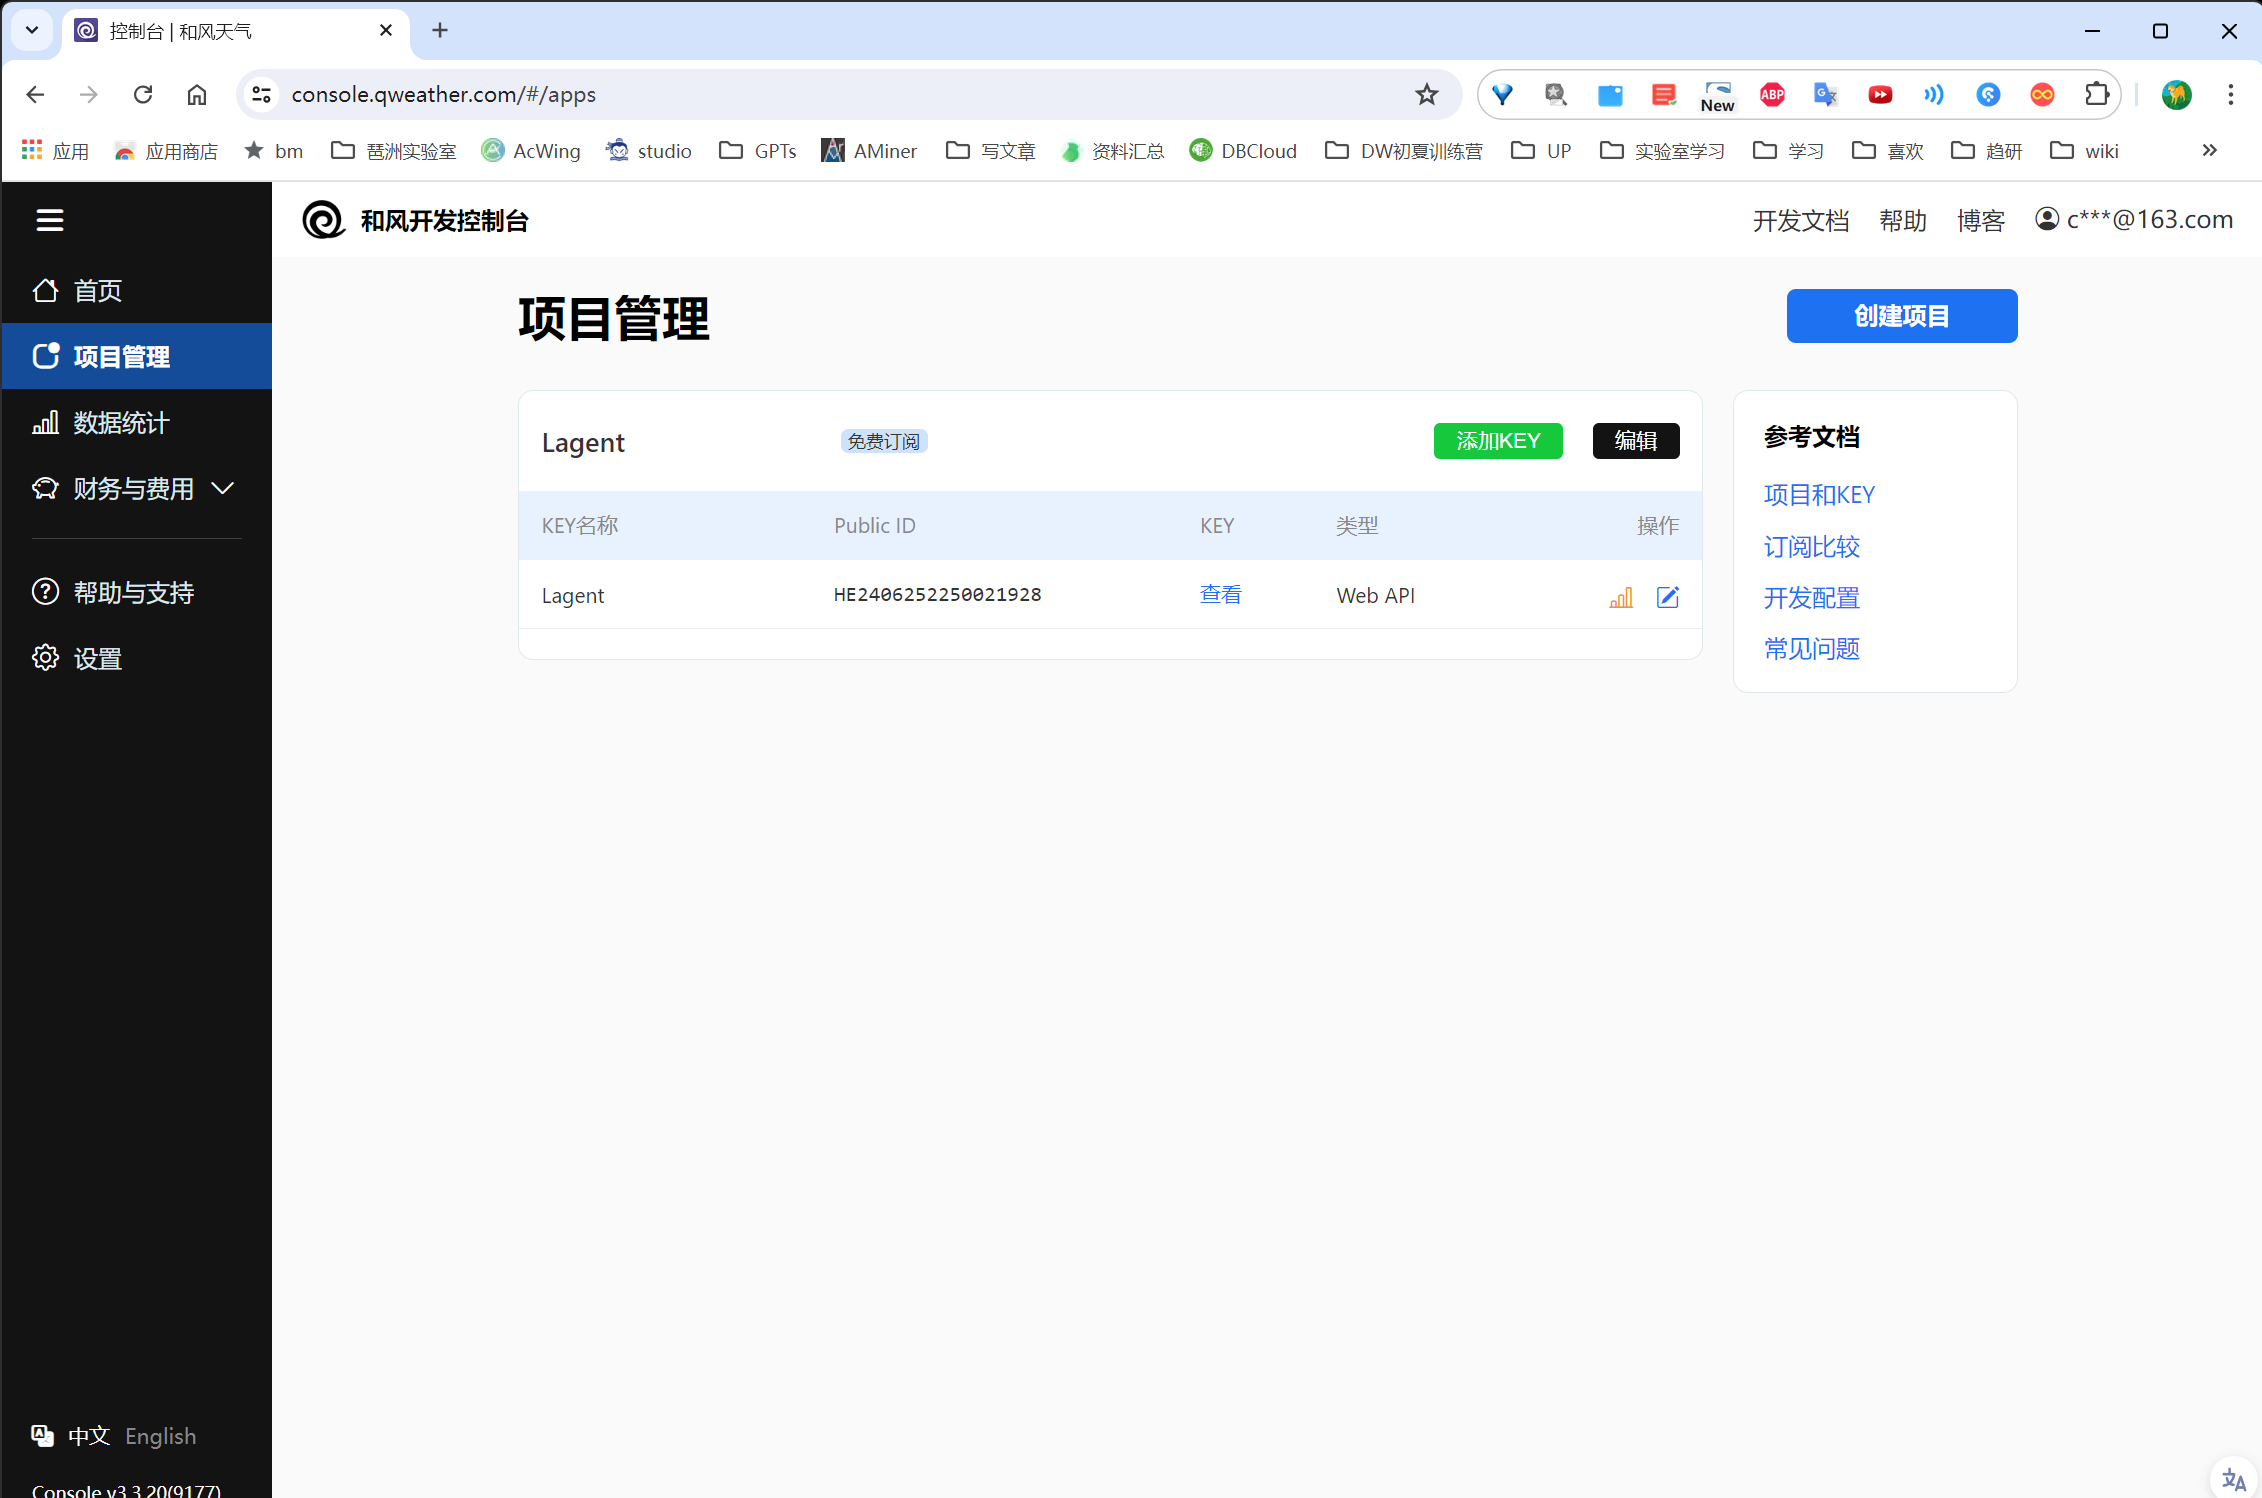 控制台 | 和风天气
console.qweather.com/#/apps
New
ABP
应用 应用商店 bm 琶洲实验室 AcWing studio GPTs AMiner 写文章 资料汇总 DBCloud DW初夏训练营 UP 实验室学习 学习 喜欢 趋研 wiki
和风开发控制台
开发文档 帮助 博客 c***@163.com
首页
项目管理
数据统计
财务与费用
帮助与支持
设置
项目管理
创建项目
Lagent 免费订阅 添加KEY 编辑
KEY名称 Public ID KEY 类型 操作
Lagent HE2406252250021928 查看 Web API
参考文档
项目和KEY
订阅比较
开发配置
常见问题
中文 English
Console v3.3.20(9177)